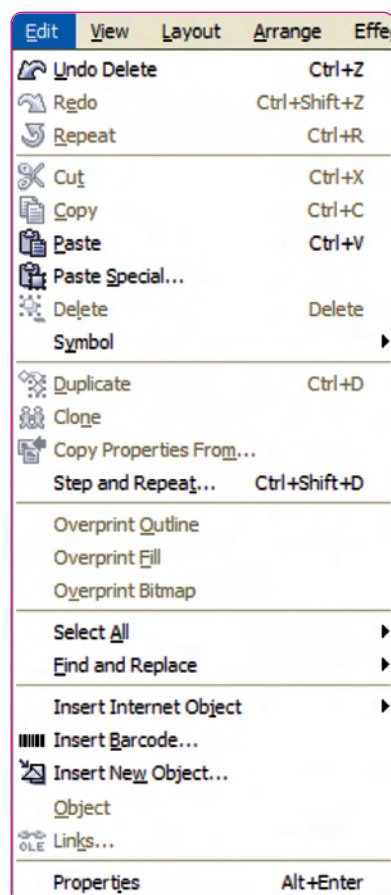 Edit View Layout Arrange Effe
Undo Delete Ctrl+Z
Redo Ctrl+Shift+Z
Repeat Ctrl+R
Cut Ctrl+X
Copy Ctrl+C
Paste Ctrl+V
Paste Special...
Delete Delete
Symbol
Duplicate Ctrl+D
Clone
Copy Properties From...
Step and Repeat... Ctrl+Shift+D
Overprint Outline
Overprint Fill
Overprint Bitmap
Select All
Find and Replace
Insert Internet Object
Insert Barcode...
Insert New Object...
Object
OLE Links...
Properties Alt+Enter